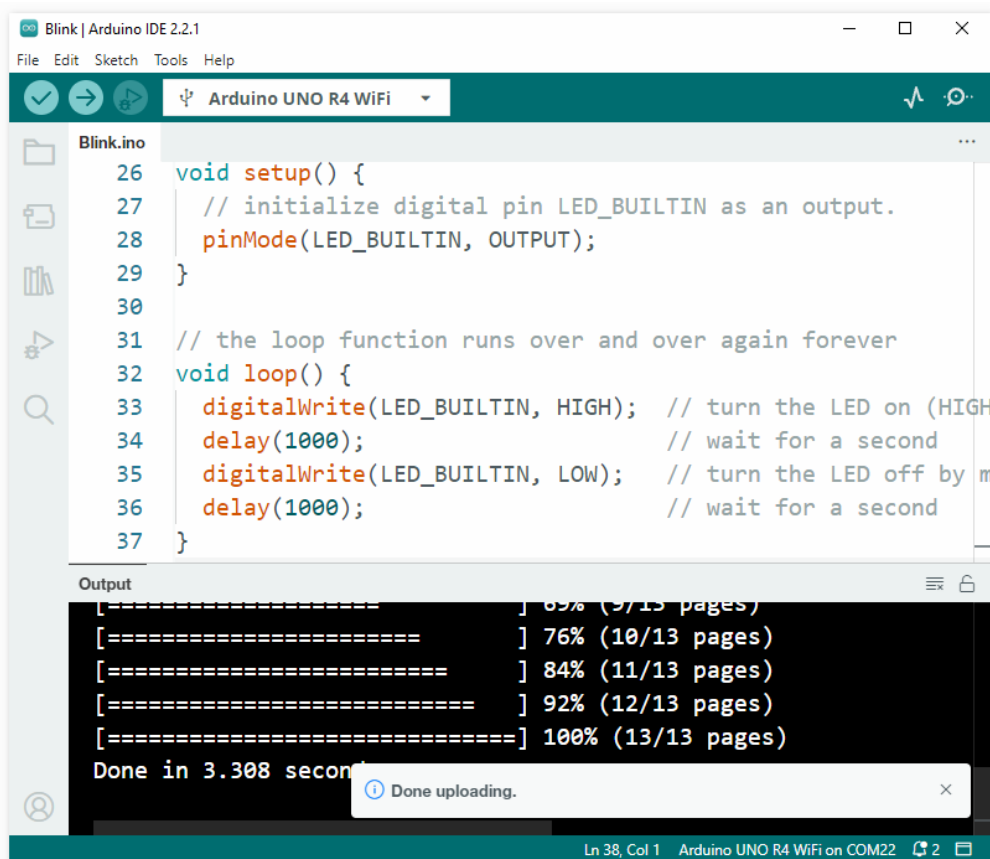 Blink | Arduino IDE 2.2.1
File Edit Sketch Tools Help
Arduino UNO R4 WiFi
Blink.ino
26 void setup() {
27 // initialize digital pin LED_BUILTIN as an output.
28 pinMode(LED_BUILTIN, OUTPUT);
29 }
30
31 // the loop function runs over and over again forever
32 void loop() {
33 digitalWrite(LED_BUILTIN, HIGH); // turn the LED on (HIGH
34 delay(1000); // wait for a second
35 digitalWrite(LED_BUILTIN, LOW); // turn the LED off by m
36 delay(1000); // wait for a second
37 }
Output
[==================== ] 69% (9/13 pages)
[======================= ] 76% (10/13 pages)
[========================= ] 84% (11/13 pages)
[=========================== ] 92% (12/13 pages)
[==============================] 100% (13/13 pages)
Done in 3.308 secon
Done uploading.
Ln 38, Col 1 Arduino UNO R4 WiFi on COM22 2